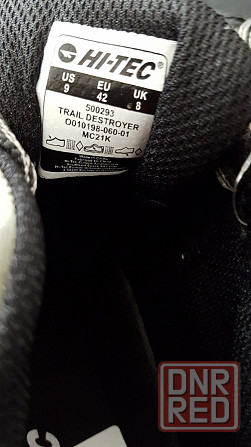 HI-TEC
US EU UK
9 42 8
500293
TRAIL DESTROYER
O010198-060-01
MC21K
DNR
RED